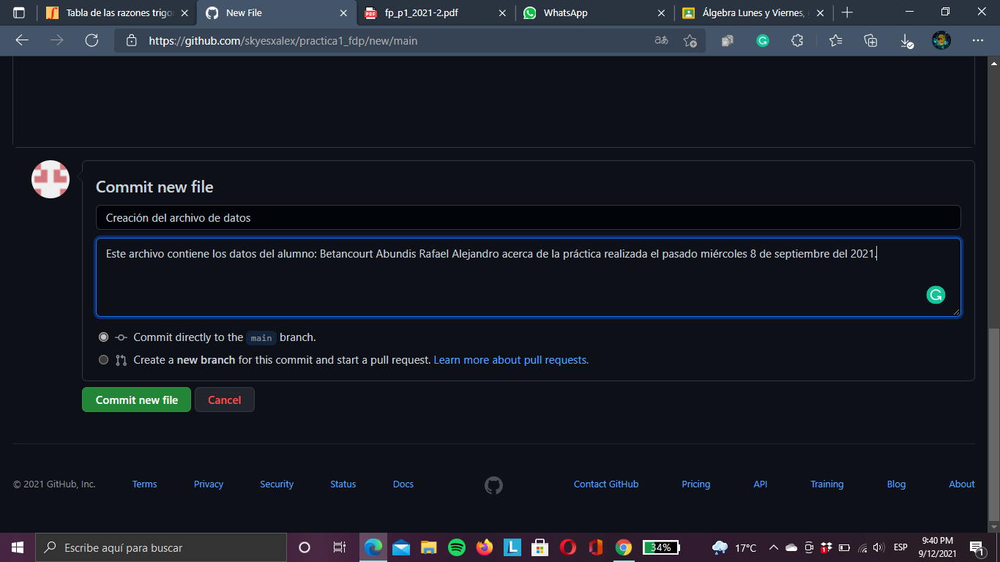 Tabla de las razones trigo
New File
fp_p1_2021-2.pdf
WhatsApp
Álgebra Lunes y Viernes,
https://github.com/skyesxalex/practica1_fdp/new/main
Commit new file
Creación del archivo de datos
Este archivo contiene los datos del alumno: Betancourt Abundis Rafael Alejandro acerca de la práctica realizada el pasado miércoles 8 de septiembre del 2021.
Commit directly to the main branch.
Create a new branch for this commit and start a pull request. Learn more about pull requests.
Commit new file Cancel
© 2021 GitHub, Inc. Terms Privacy Security Status Docs Contact GitHub Pricing API Training Blog About
Escribe aquí para buscar
34%
17°C
ESP
9:40 PM
9/12/2021
1